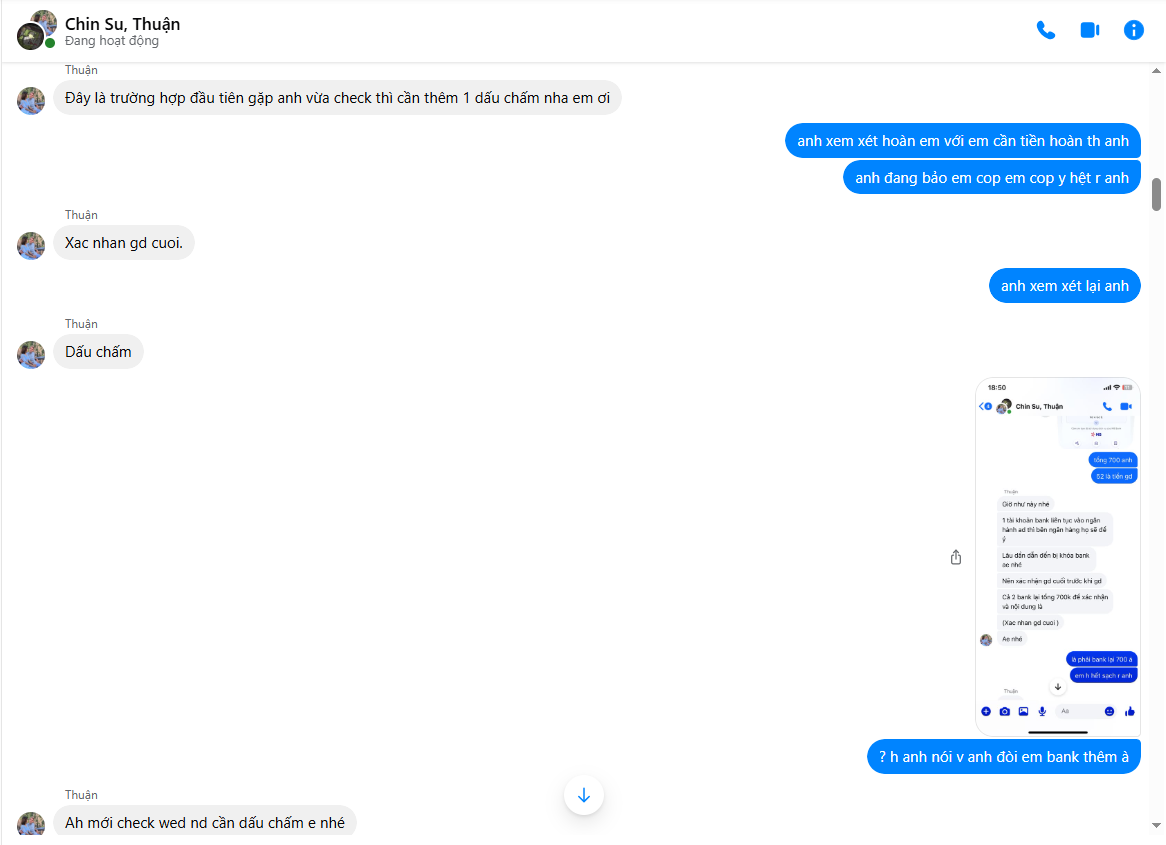 Chin Su, Thuận
Đang hoạt động
Thuận
Đây là trường hợp đầu tiên gặp anh vừa check thì cần thêm 1 dấu chấm nha em ơi
anh xem xét hoàn em với em cần tiền hoàn th anh
anh đang bảo em cop em cop y hệt r anh
Thuận
Xac nhan gd cuoi.
anh xem xét lại anh
Thuận
Dấu chấm
18:50
Chin Su, Thuận
tổng 700 anh
52 là tiền gd
Thuận
Giờ như này nhé
1 tài khoản bank liên tục vào ngân
hành ad thì bên ngân hàng họ sẽ để
ý
Lâu dần dẫn đến bị khóa bank
ae nhé
Nên xác nhận gd cuối trước khi gd
Cả 2 bank lại tổng 700k để xác nhận
và nội dung là
(Xac nhan gd cuoi )
Ae nhé
là phải bank lại 700 à
em h hết sạch r anh
Thuận
Aa
? h anh nói v anh đòi em bank thêm à
Thuận
Ah mới check wed nd cần dấu chấm e nhé